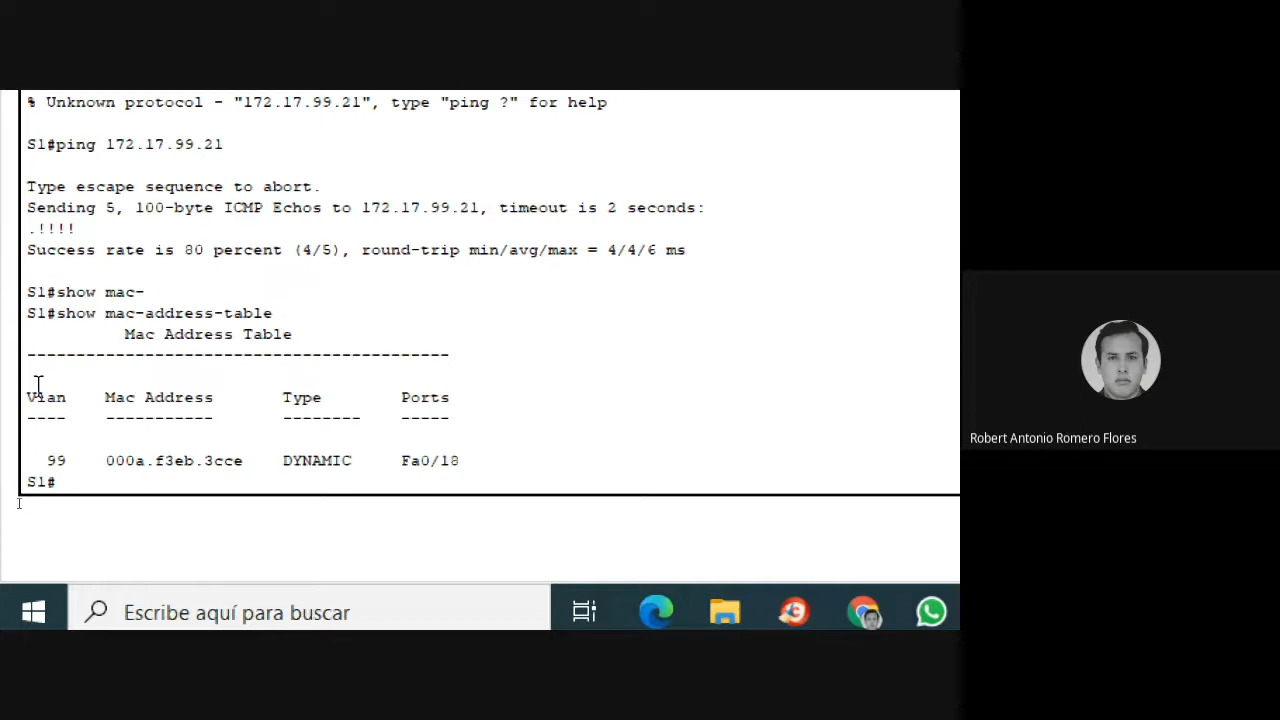 % Unknown protocol - "172.17.99.21", type "ping ?" for help
S1#ping 172.17.99.21
Type escape sequence to abort.
Sending 5, 100-byte ICMP Echos to 172.17.99.21, timeout is 2 seconds:
.!!!!
Success rate is 80 percent (4/5), round-trip min/avg/max = 4/4/6 ms
S1#show mac-
S1#show mac-address-table
Mac Address Table
-------------------------------------------
Vlan Mac Address Type Ports
---- ----------- -------- -----
99 000a.f3eb.3cce DYNAMIC Fa0/18
S1#
Robert Antonio Romero Flores
Escribe aquí para buscar